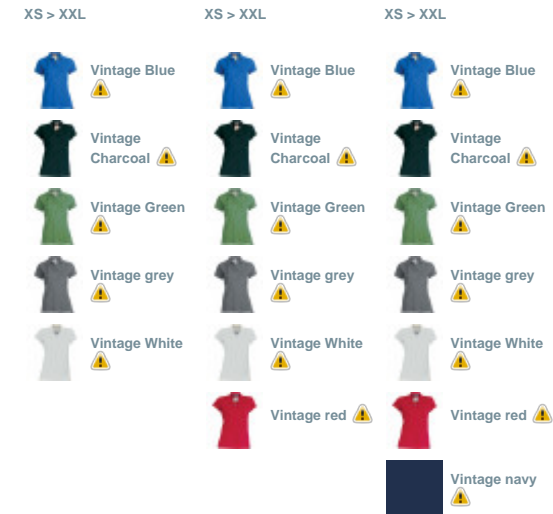 XS > XXL
XS > XXL
XS > XXL
Vintage Blue
Vintage Blue
Vintage Blue
Vintage
Charcoal
Vintage
Charcoal
Vintage
Charcoal
Vintage Green
Vintage Green
Vintage Green
Vintage grey
Vintage grey
Vintage grey
Vintage White
Vintage White
Vintage White
Vintage red
Vintage red
Vintage navy